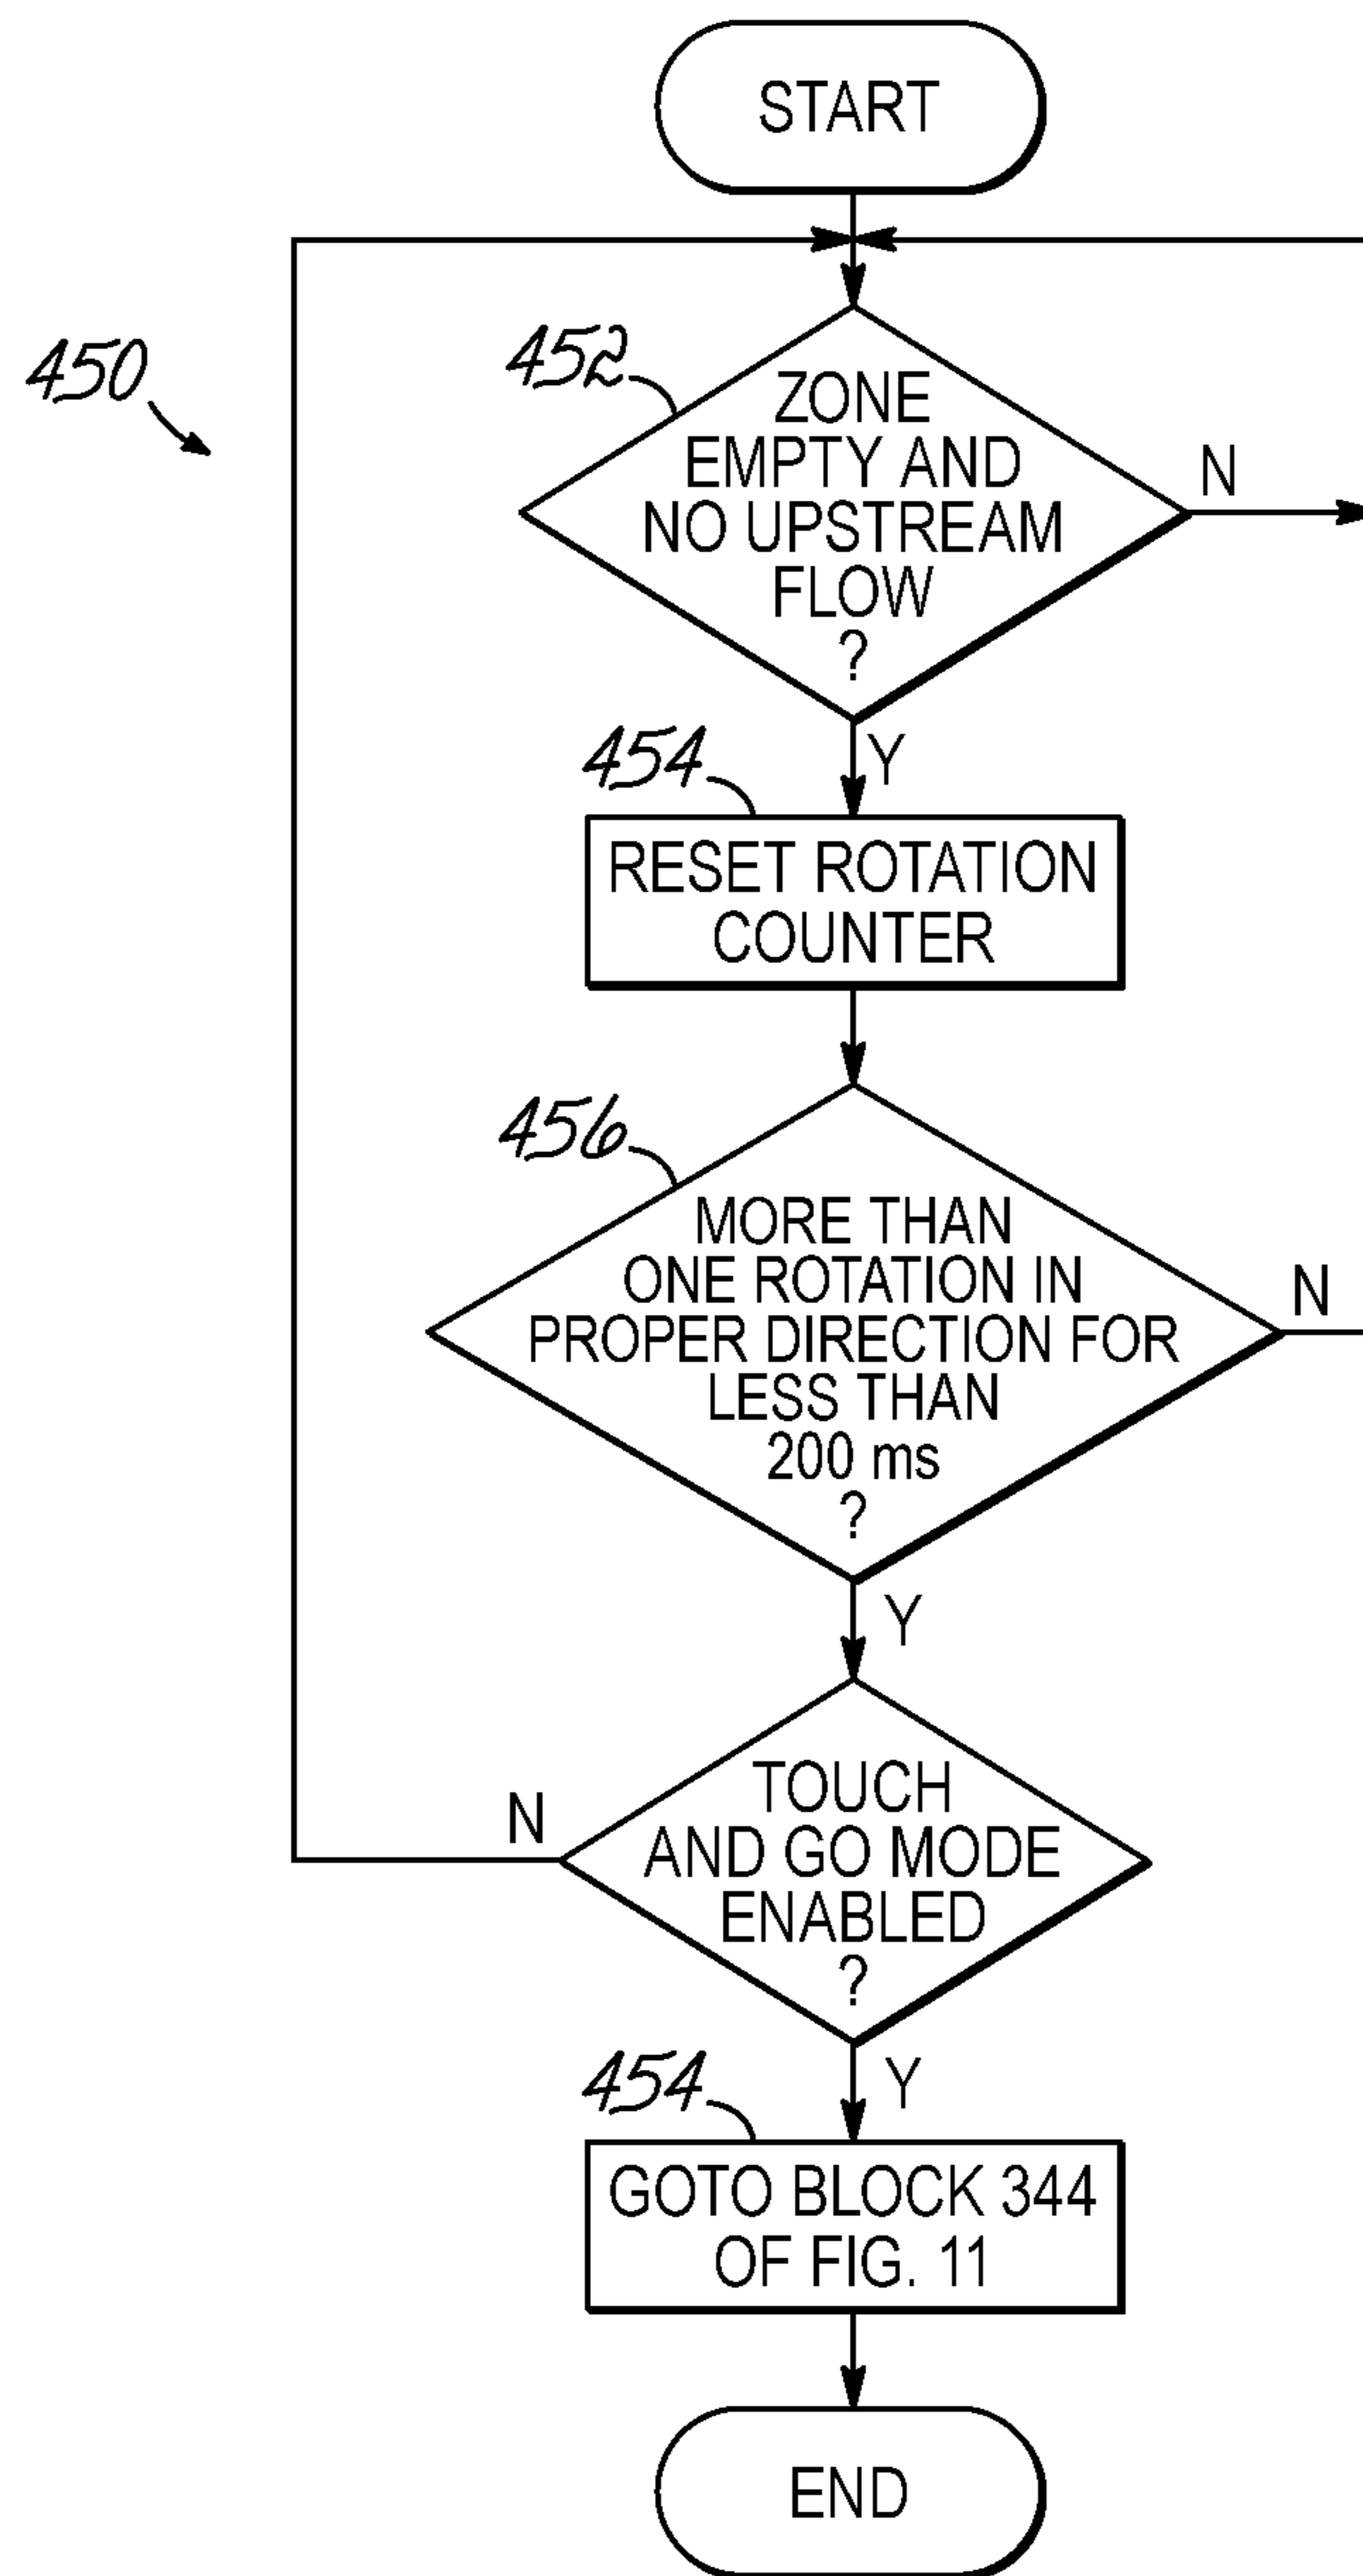 START
450
452
ZONE
EMPTY AND
NO UPSTREAM
FLOW
?
N
Y
454
RESET ROTATION
COUNTER
456
MORE THAN
ONE ROTATION IN
PROPER DIRECTION FOR
LESS THAN
200 ms
?
N
Y
TOUCH
AND GO MODE
ENABLED
?
N
Y
454
GOTO BLOCK 344
OF FIG. 11
END